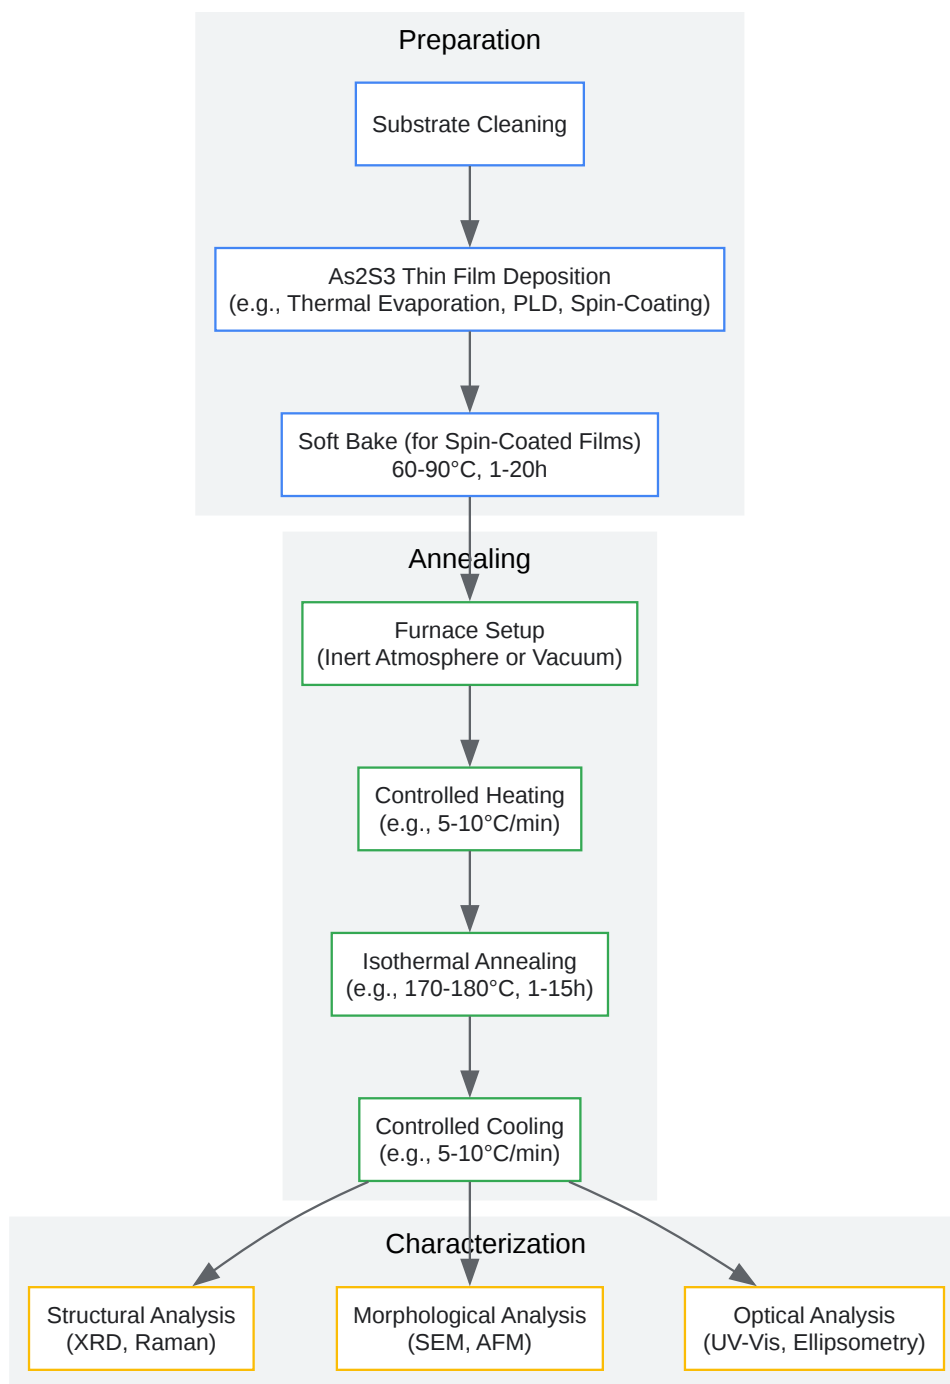 Preparation
Substrate Cleaning
As2S3 Thin Film Deposition
(e.g., Thermal Evaporation, PLD, Spin-Coating)
Soft Bake (for Spin-Coated Films)
60-90°C, 1-20h
Annealing
Furnace Setup
(Inert Atmosphere or Vacuum)
Controlled Heating
(e.g., 5-10°C/min)
Isothermal Annealing
(e.g., 170-180°C, 1-15h)
Controlled Cooling
(e.g., 5-10°C/min)
Characterization
Structural Analysis
(XRD, Raman)
Morphological Analysis
(SEM, AFM)
Optical Analysis
(UV-Vis, Ellipsometry)